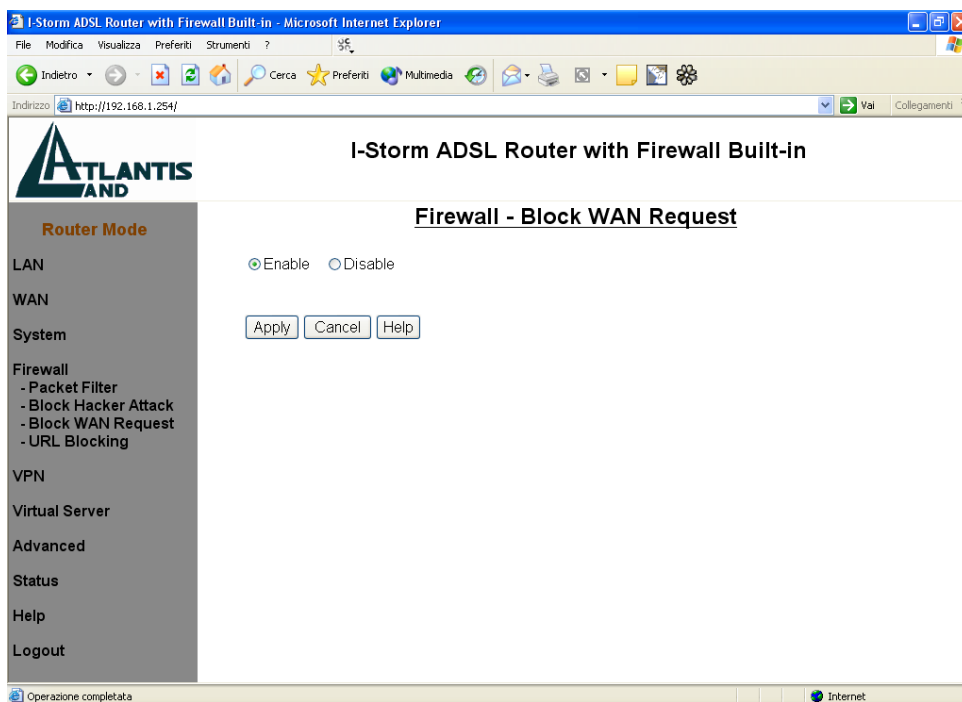 I-Storm ADSL Router with Firewall Built-in - Microsoft Internet Explorer
File Modifica Visualizza Preferiti Strumenti ?
Indietro Cerca Preferiti Multimedia
Indirizzo http://192.168.1.254/ Vai Collegamenti
ATLANTIS
LAND
I-Storm ADSL Router with Firewall Built-in
Router Mode
LAN
WAN
System
Firewall
- Packet Filter
- Block Hacker Attack
- Block WAN Request
- URL Blocking
VPN
Virtual Server
Advanced
Status
Help
Logout
Firewall - Block WAN Request
Enable Disable
Apply Cancel Help
Operazione completata Internet